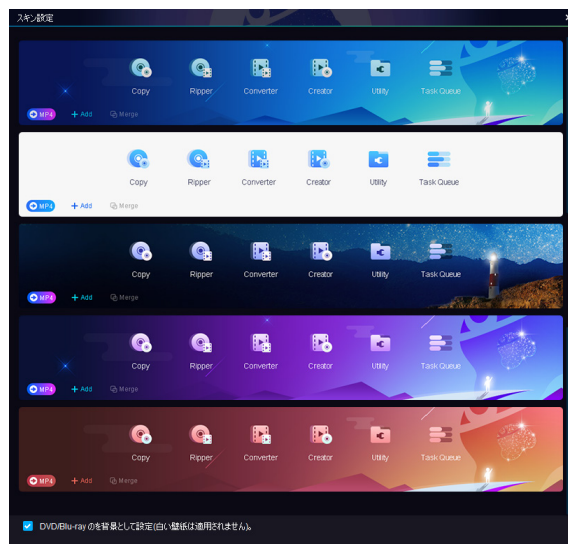 スキン設定
Copy Ripper Converter Creator Utility Task Queue
MP4 + Add Merge
Copy Ripper Converter Creator Utility Task Queue
MP4 + Add Merge
Copy Ripper Converter Creator Utility Task Queue
MP4 + Add Merge
Copy Ripper Converter Creator Utility Task Queue
MP4 + Add Merge
Copy Ripper Converter Creator Utility Task Queue
MP4 + Add Merge
DVD/Blu-ray のを背景として設定(白い壁紙は適用されません)。